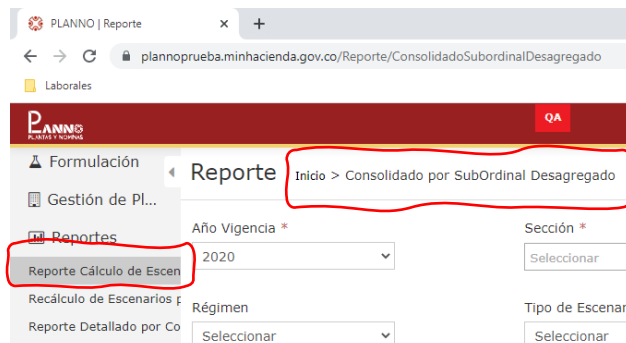 PLANNO | Reporte
plannoprueba.minhacienda.gov.co/Reporte/ConsolidadoSubordinalDesagregado
Laborales
PLANNO
PLANTAS Y NOMINAS
QA
Formulación
Gestión de Pl...
Reportes
Reporte Cálculo de Escen
Recálculo de Escenarios p
Reporte Detallado por Co
Reporte
Inicio > Consolidado por SubOrdinal Desagregado
Año Vigencia *
2020
Sección *
Seleccionar
Régimen
Seleccionar
Tipo de Escenar
Seleccionar